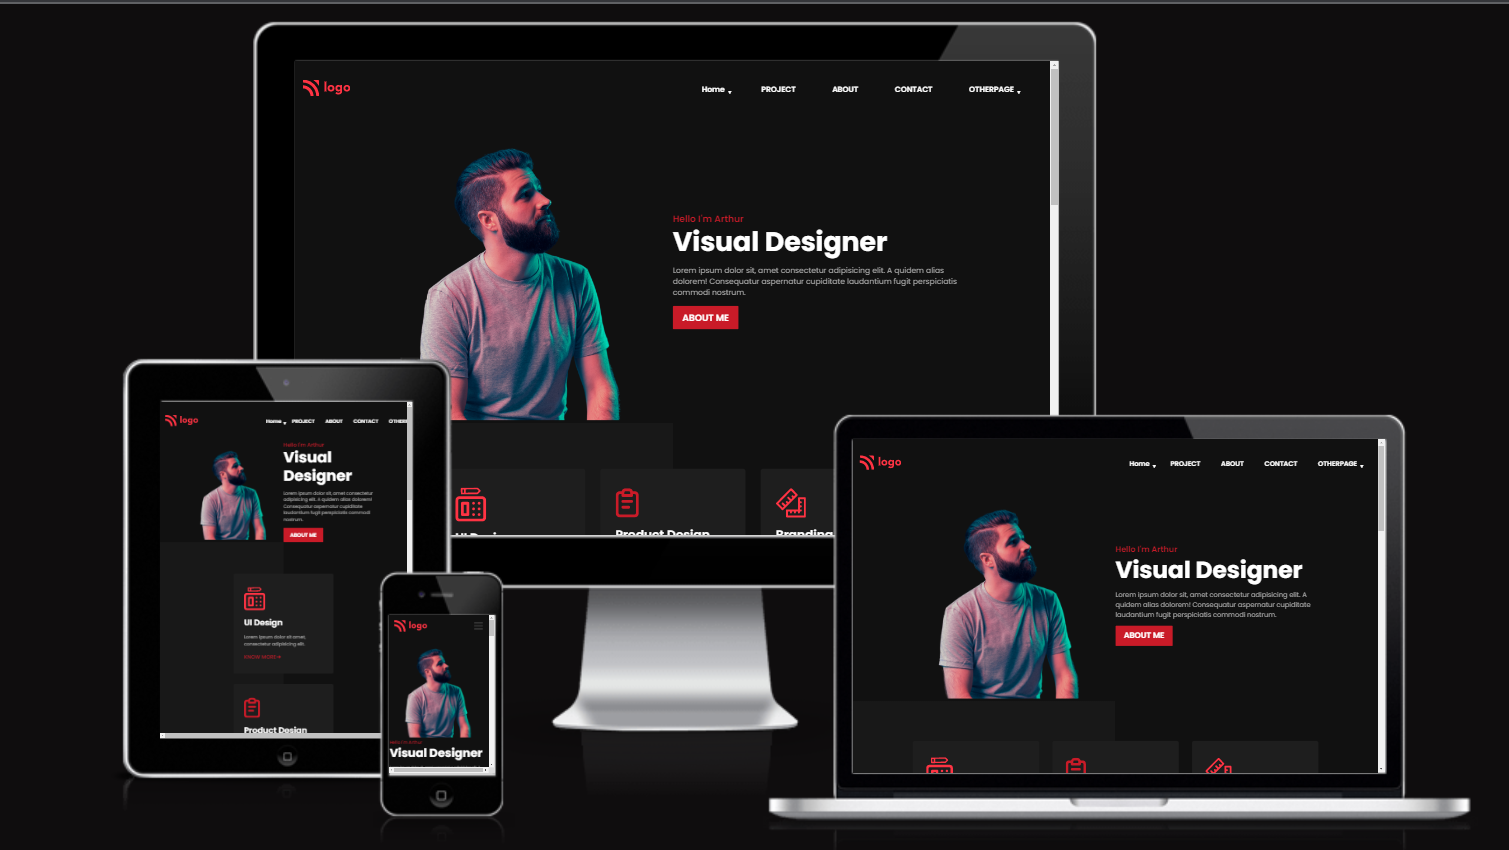 logo
Home
PROJECT
ABOUT
CONTACT
OTHERPAGE
Hello I'm Arthur
Visual Designer
Lorem ipsum dolor sit, amet consectetur adipisicing elit. A quidem alias
dolorem! Consequatur aspernatur cupiditate laudantium fugit perspiciatis
commodi nostrum.
ABOUT ME
Product Design
Branding
logo
Home
PROJECT
ABOUT
CONTACT
Hello I'm Arthur
Visual
Designer
Lorem ipsum dolor sit, amet consectetur
adipisicing elit. A quidem alias dolorem!
Consequatur aspernatur cupiditate
laudantium fugit perspiciatis commodi
nostrum.
ABOUT ME
UI Design
Lorem ipsum dolor sit amet,
consectetur adipisicing elit.
KNOW MORE
Product Design
logo
Visual Designer
logo
Home
PROJECT
ABOUT
CONTACT
OTHERPAGE
Hello I'm Arthur
Visual Designer
Lorem ipsum dolor sit, amet consectetur adipisicing elit. A
quidem alias dolorem! Consequatur aspernatur cupiditate
laudantium fugit perspiciatis commodi nostrum.
ABOUT ME